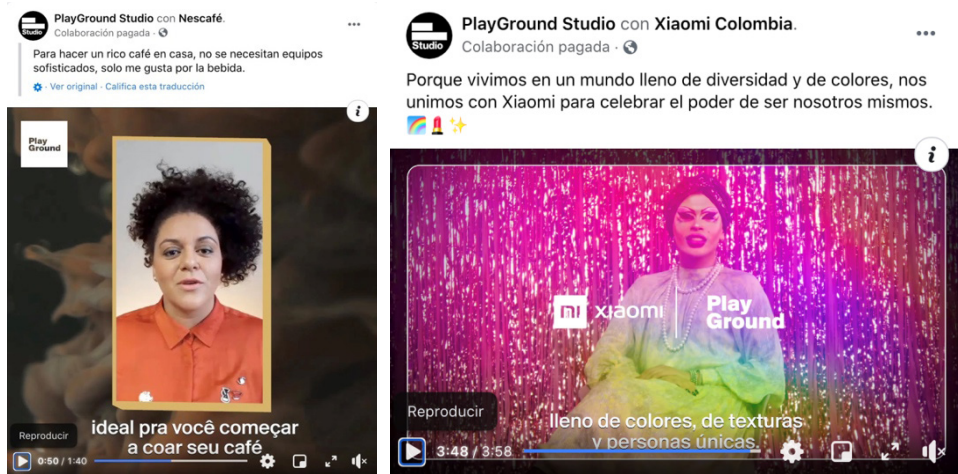 PlayGround Studio con Nescafé.
Colaboración pagada ·
Para hacer un rico café en casa, no se necesitan equipos
sofisticados, solo me gusta por la bebida.
Ver original · Califica esta traducción
Play
Ground
ideal pra você começar
a coar seu café
Reproducir
0:50 / 1:40
Studio
PlayGround Studio con Xiaomi Colombia.
Colaboración pagada ·
Porque vivimos en un mundo lleno de diversidad y de colores, nos
unimos con Xiaomi para celebrar el poder de ser nosotros mismos.
mi xiaomi
Play
Ground
Reproducir
lleno de colores, de texturas
y personas únicas.
3:48 / 3:58